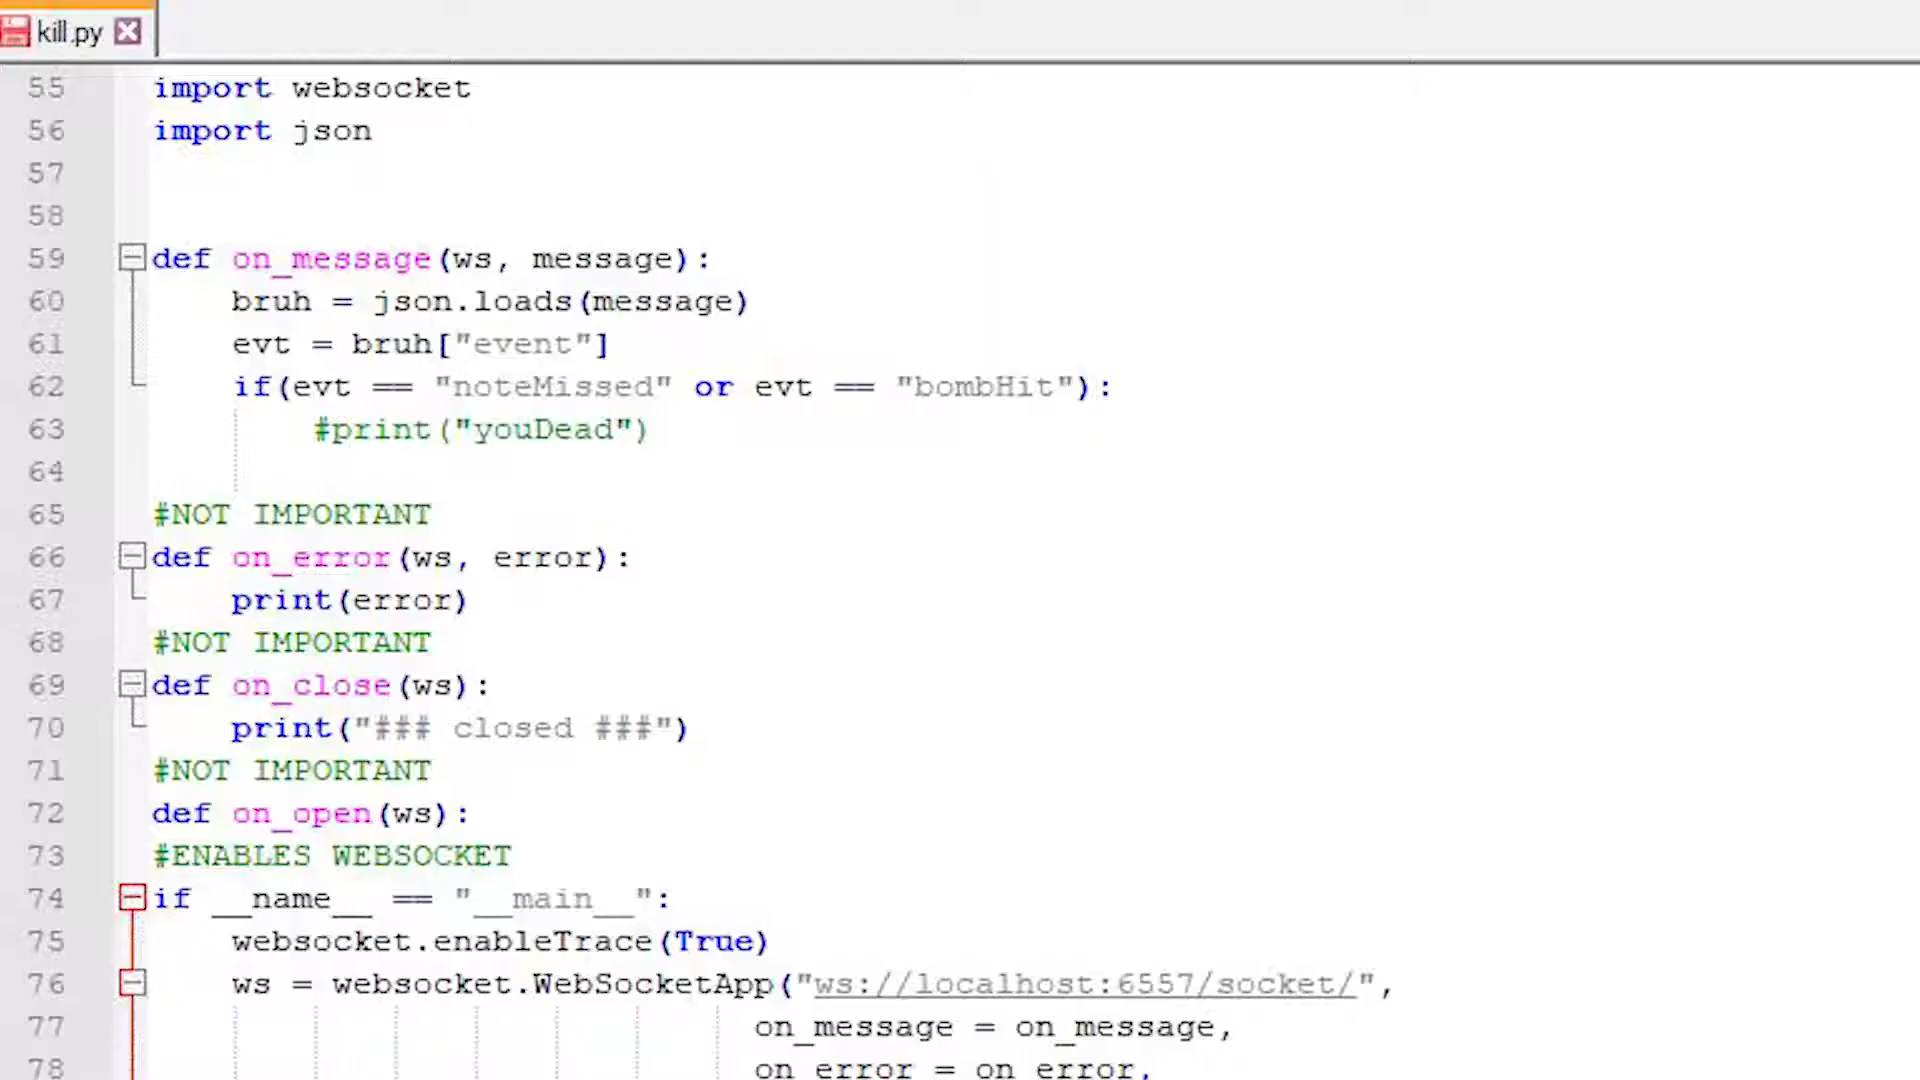 kill.py
55 import websocket
56 import json
57
58
59 def on_message(ws, message):
60 bruh = json.loads(message)
61 evt = bruh["event"]
62 if(evt == "noteMissed" or evt == "bombHit"):
63 #print("youDead")
64
65 #NOT IMPORTANT
66 def on_error(ws, error):
67 print(error)
68 #NOT IMPORTANT
69 def on_close(ws):
70 print("### closed ###")
71 #NOT IMPORTANT
72 def on_open(ws):
73 #ENABLES WEBSOCKET
74 if __name__ == "__main__":
75 websocket.enableTrace(True)
76 ws = websocket.WebSocketApp("ws://localhost:6557/socket/",
77 on_message = on_message,
78 on_error = on_error,